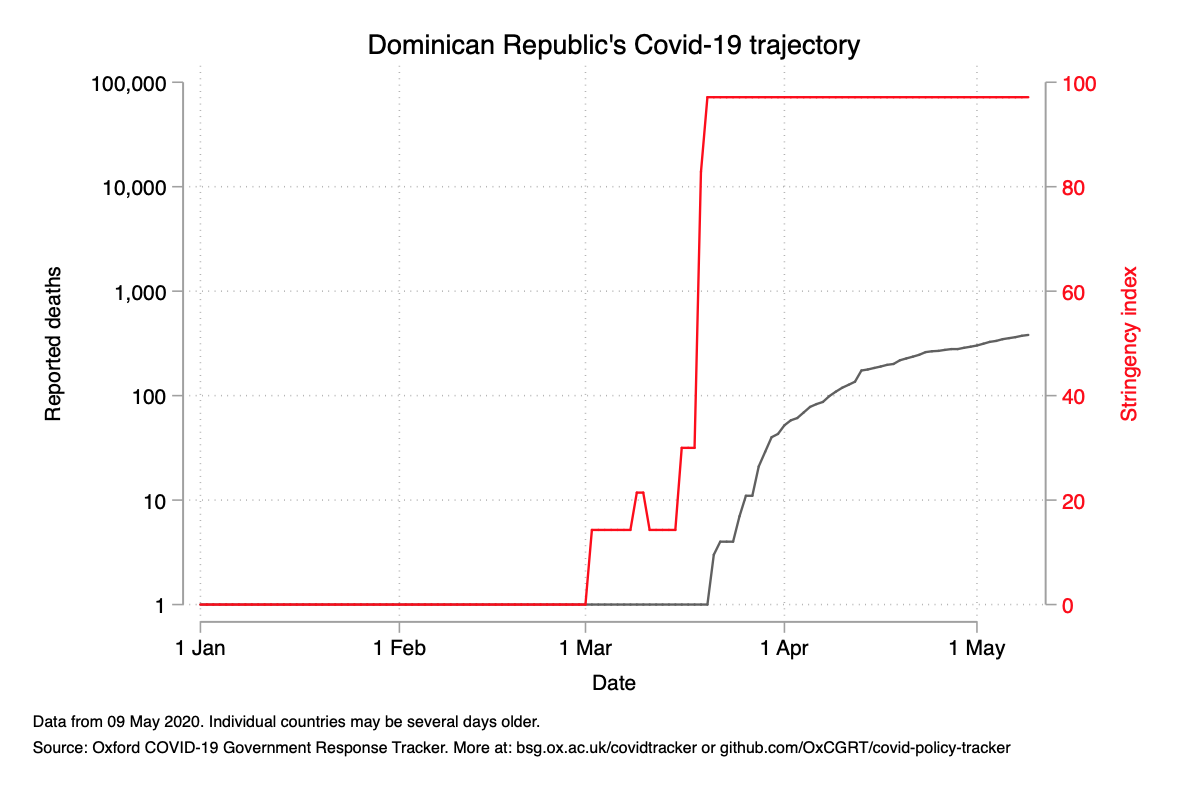 Dominican Republic's Covid-19 trajectory
100,000
10,000
1,000
100
10
1
Reported deaths
100
80
60
40
20
0
Stringency index
1 Jan
1 Feb
1 Mar
1 Apr
1 May
Date
Data from 09 May 2020. Individual countries may be several days older.
Source: Oxford COVID-19 Government Response Tracker. More at: bsg.ox.ac.uk/covidtracker or github.com/OxCGRT/covid-policy-tracker